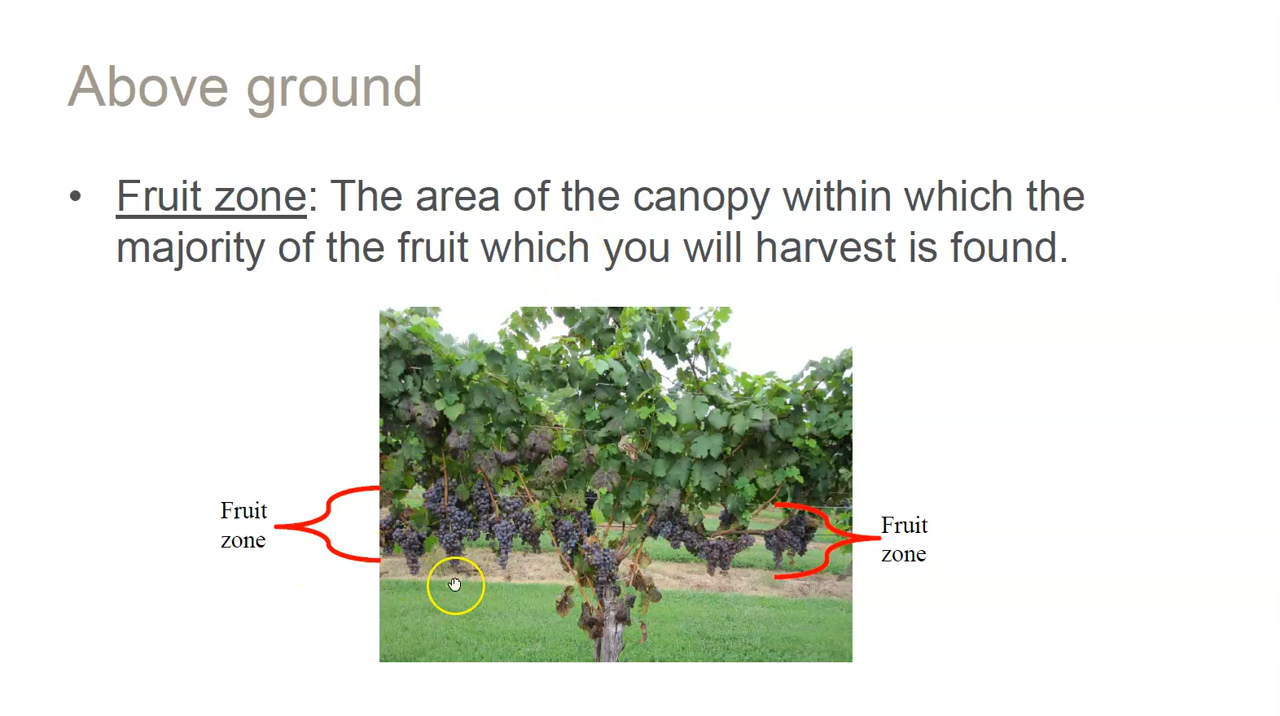 Above ground
• Fruit zone: The area of the canopy within which the
majority of the fruit which you will harvest is found.
Fruit
zone
Fruit
zone